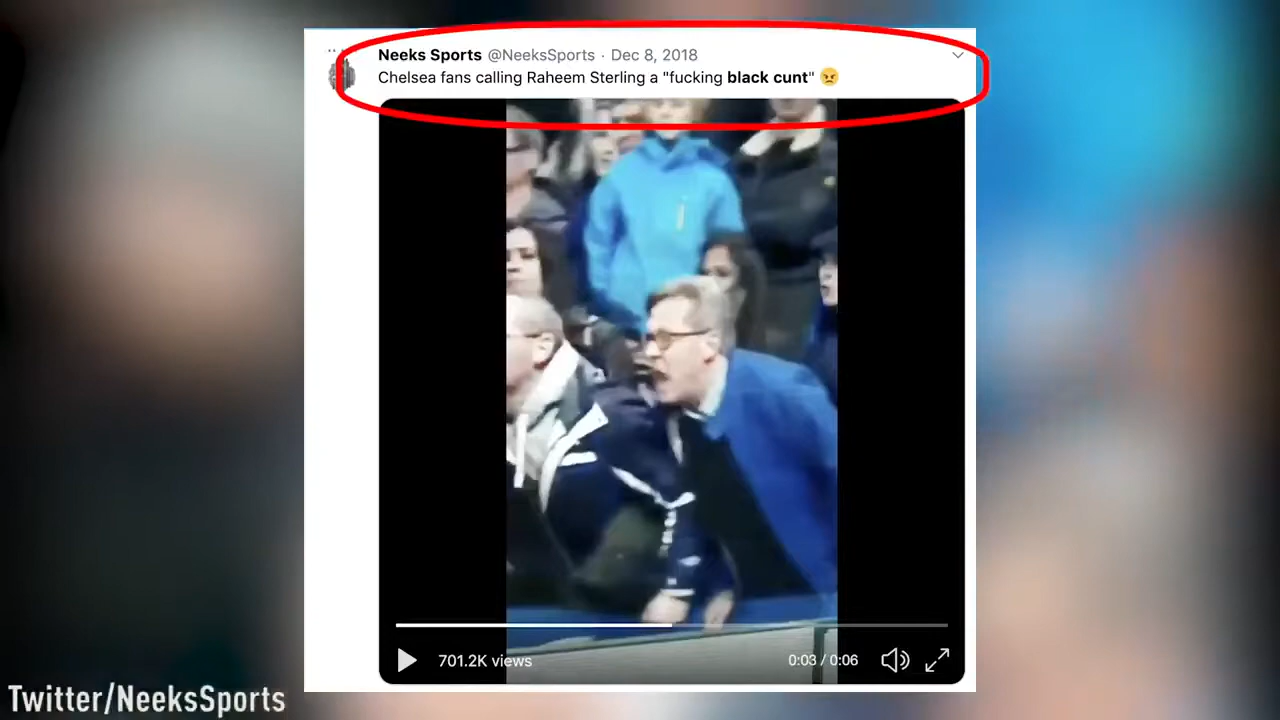 Neeks Sports @NeeksSports · Dec 8, 2018
Chelsea fans calling Raheem Sterling a "fucking black cunt" 😠
701.2K views
0:03 / 0:06
Twitter/NeeksSports